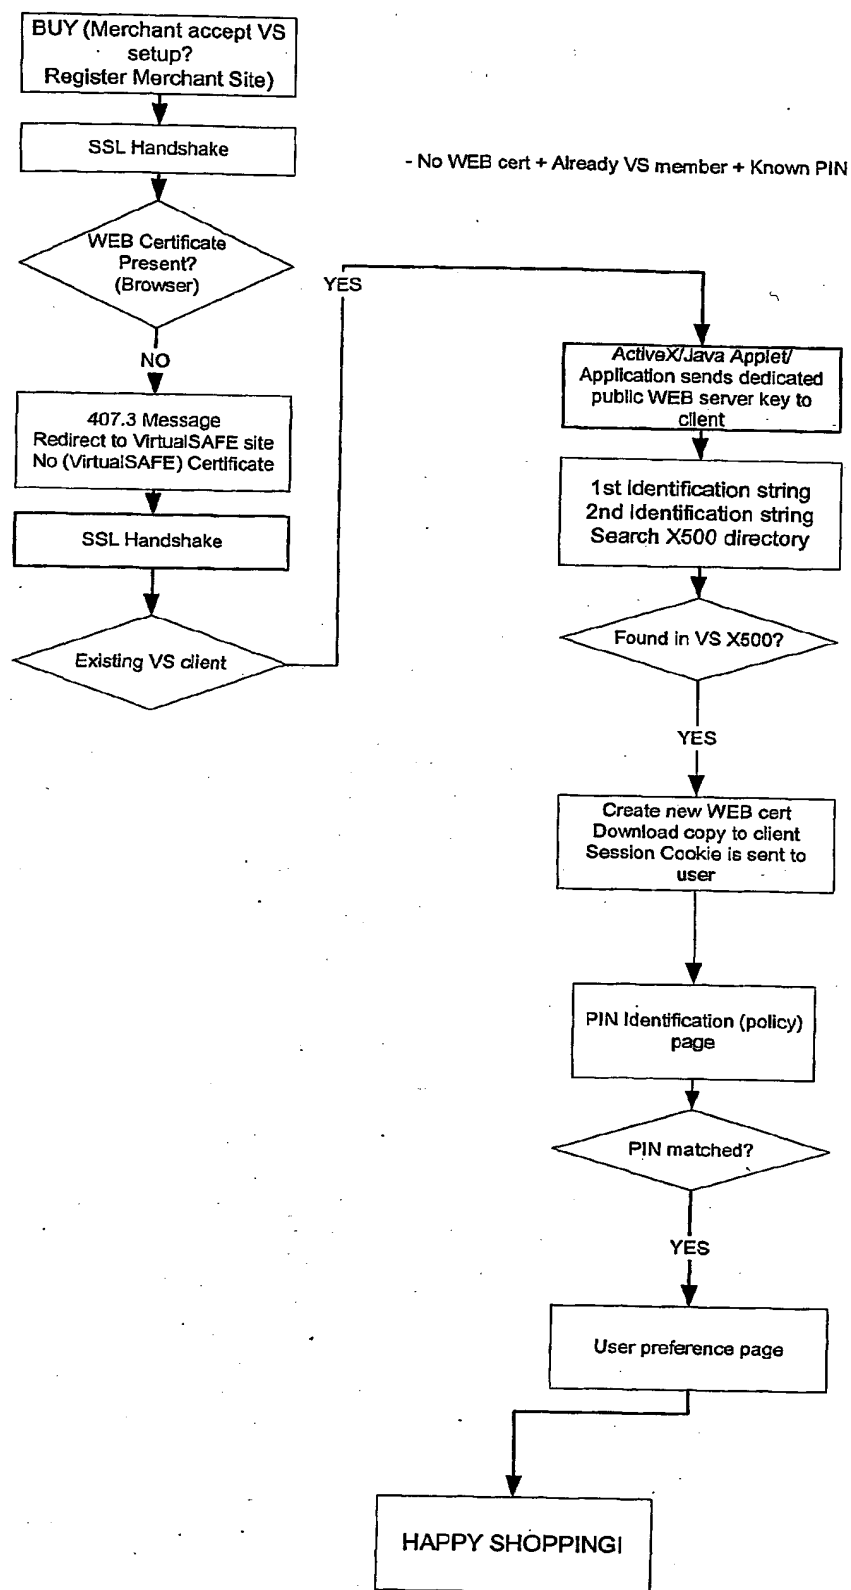 BUY (Merchant accept VS
setup?
Register Merchant Site)
SSL Handshake
- No WEB cert + Already VS member + Known PIN
WEB Certificate
Present?
(Browser)
NO
407.3 Message
Redirect to VirtualSAFE site
No (VirtualSAFE) Certificate
SSL Handshake
Existing VS client
YES
ActiveX/Java Applet/
Application sends dedicated
public WEB server key to
client
1st Identification string
2nd Identification string
Search X500 directory
Found in VS X500?
YES
Create new WEB cert
Download copy to client
Session Cookie is sent to
user
PIN Identification (policy)
page
PIN matched?
YES
User preference page
HAPPY SHOPPING!